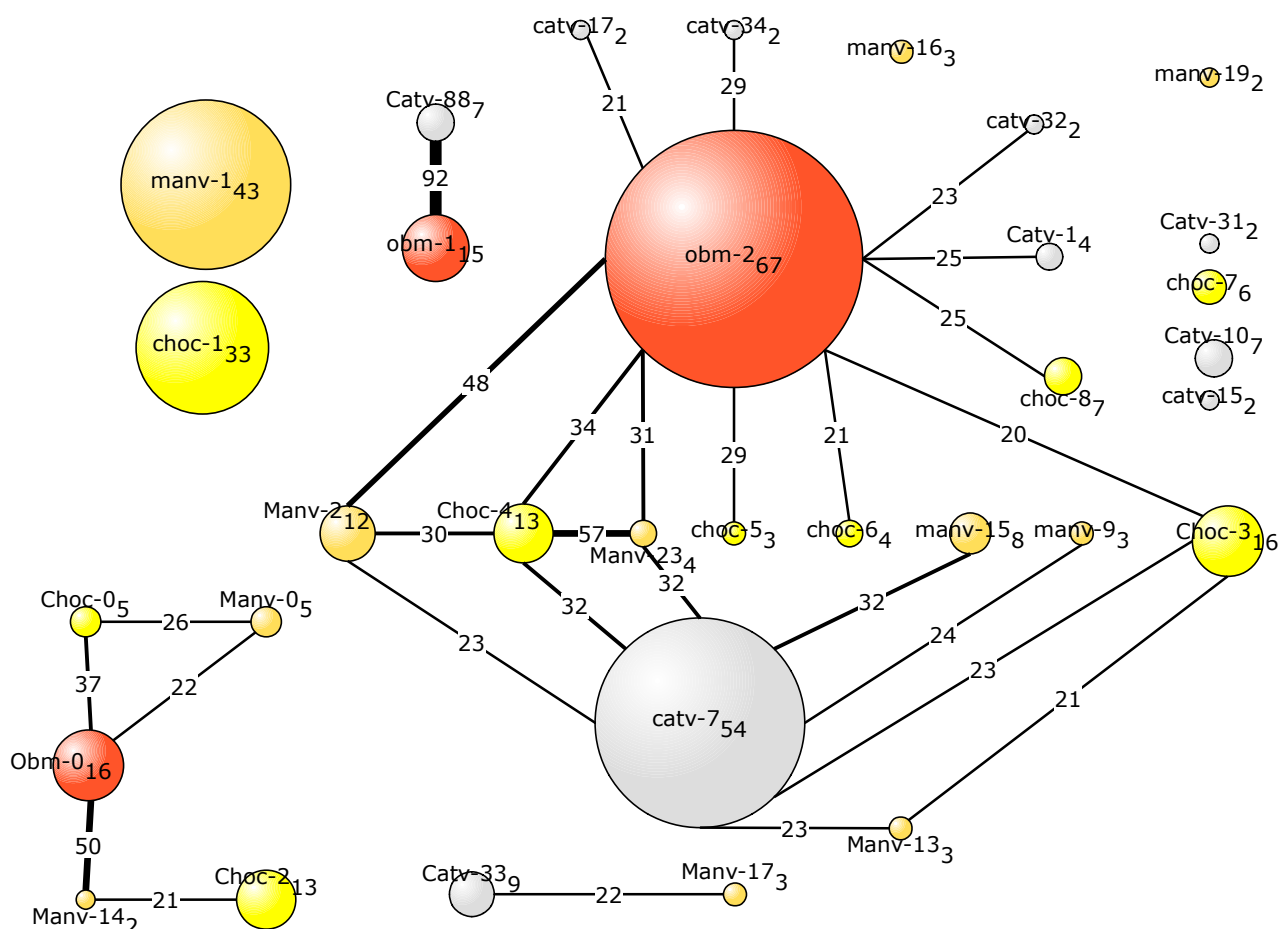 catv-17₂
catv-34₂
manv-16₃
manv-19₂
29
21
Catv-88₇
catv-32₂
manv-1₄₃
92
23
Catv-31₂
Catv-1₄
obm-1₁₅
obm-2₆₇
25
choc-7₆
25
choc-1₃₃
Catv-10₇
48
choc-8₇
catv-15₂
34
31
21
20
29
Manv-2₁₂
Choc-4₁₃
choc-5₃
choc-6₄
manv-15₈
manv-9₃
Choc-3₁₆
30
57
Manv-23₄
32
Choc-0₅
Manv-0₅
32
32
26
24
23
23
37
22
21
catv-7₅₄
Obm-0₁₆
23
50
Manv-13₃
Catv-33₉
Manv-17₃
Choc-2₁₃
22
21
Manv-14₂